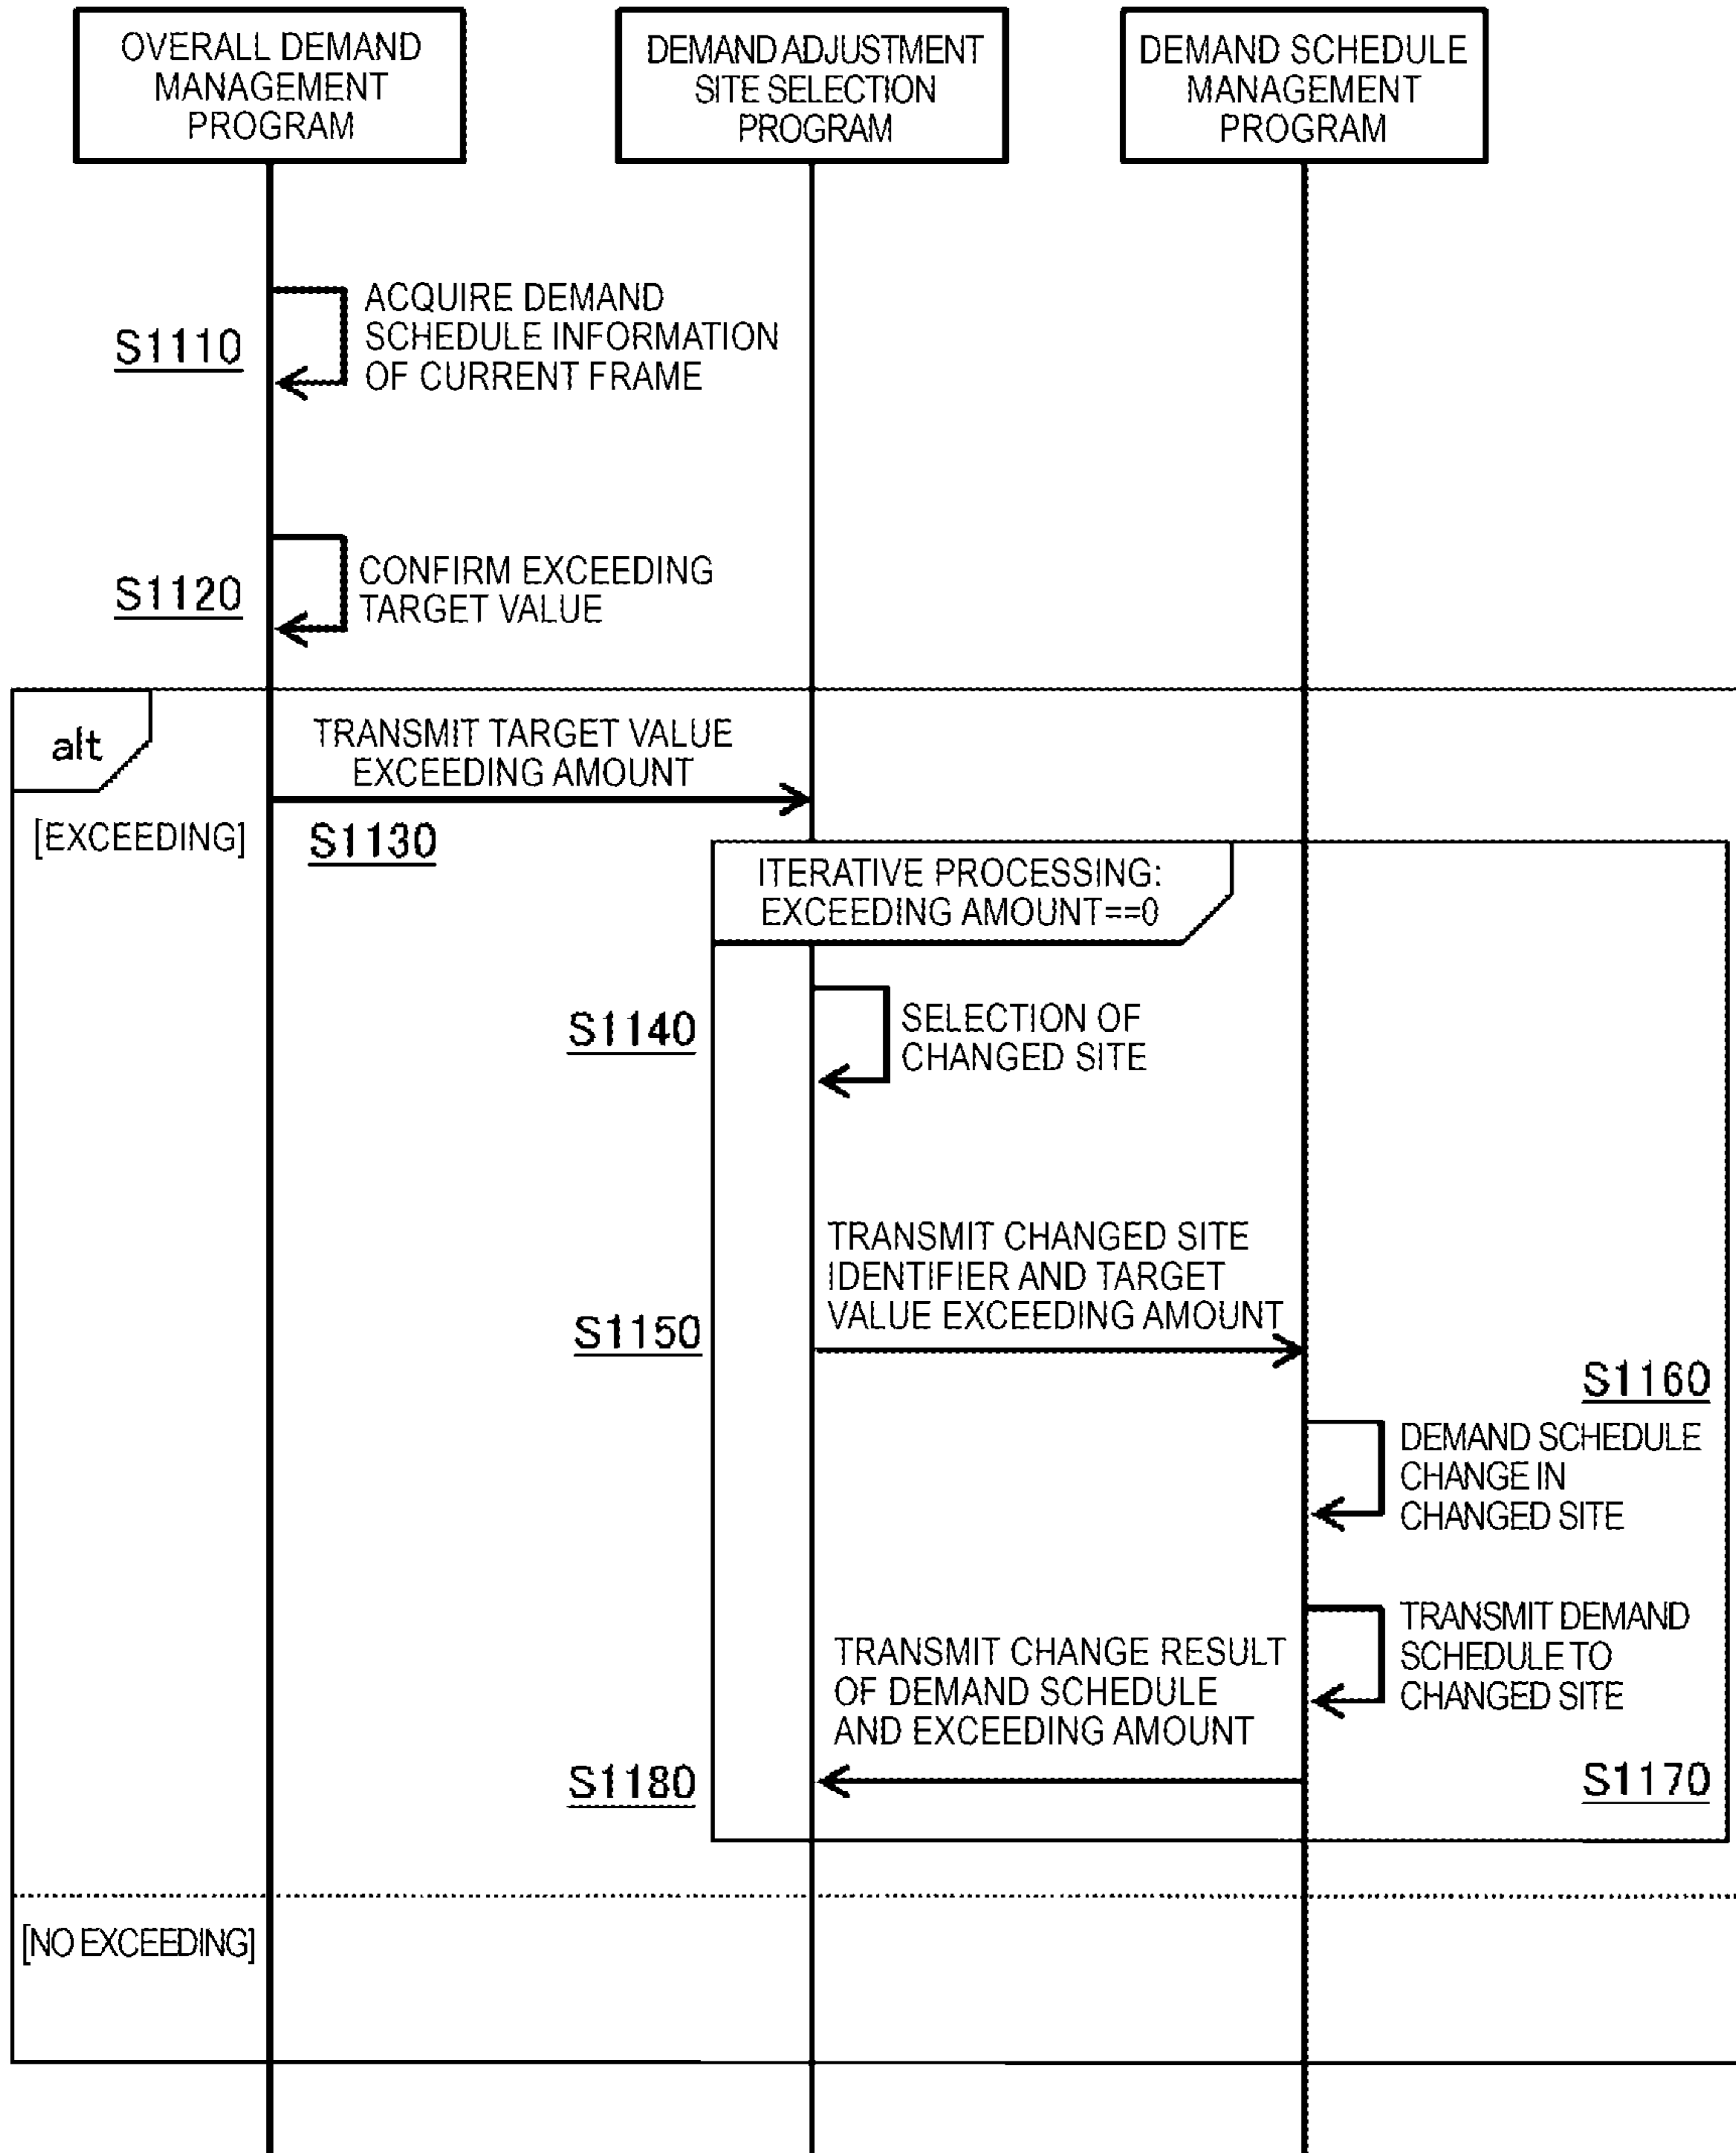 OVERALL DEMAND
MANAGEMENT
PROGRAM
DEMAND ADJUSTMENT
SITE SELECTION
PROGRAM
DEMAND SCHEDULE
MANAGEMENT
PROGRAM
S1110
ACQUIRE DEMAND
SCHEDULE INFORMATION
OF CURRENT FRAME
S1120
CONFIRM EXCEEDING
TARGET VALUE
alt
[EXCEEDING]
TRANSMIT TARGET VALUE
EXCEEDING AMOUNT
S1130
ITERATIVE PROCESSING:
EXCEEDING AMOUNT==0
S1140
SELECTION OF
CHANGED SITE
TRANSMIT CHANGED SITE
IDENTIFIER AND TARGET
VALUE EXCEEDING AMOUNT
S1150
S1160
DEMAND SCHEDULE
CHANGE IN
CHANGED SITE
TRANSMIT DEMAND
SCHEDULE TO
CHANGED SITE
S1170
TRANSMIT CHANGE RESULT
OF DEMAND SCHEDULE
AND EXCEEDING AMOUNT
S1180
[NO EXCEEDING]